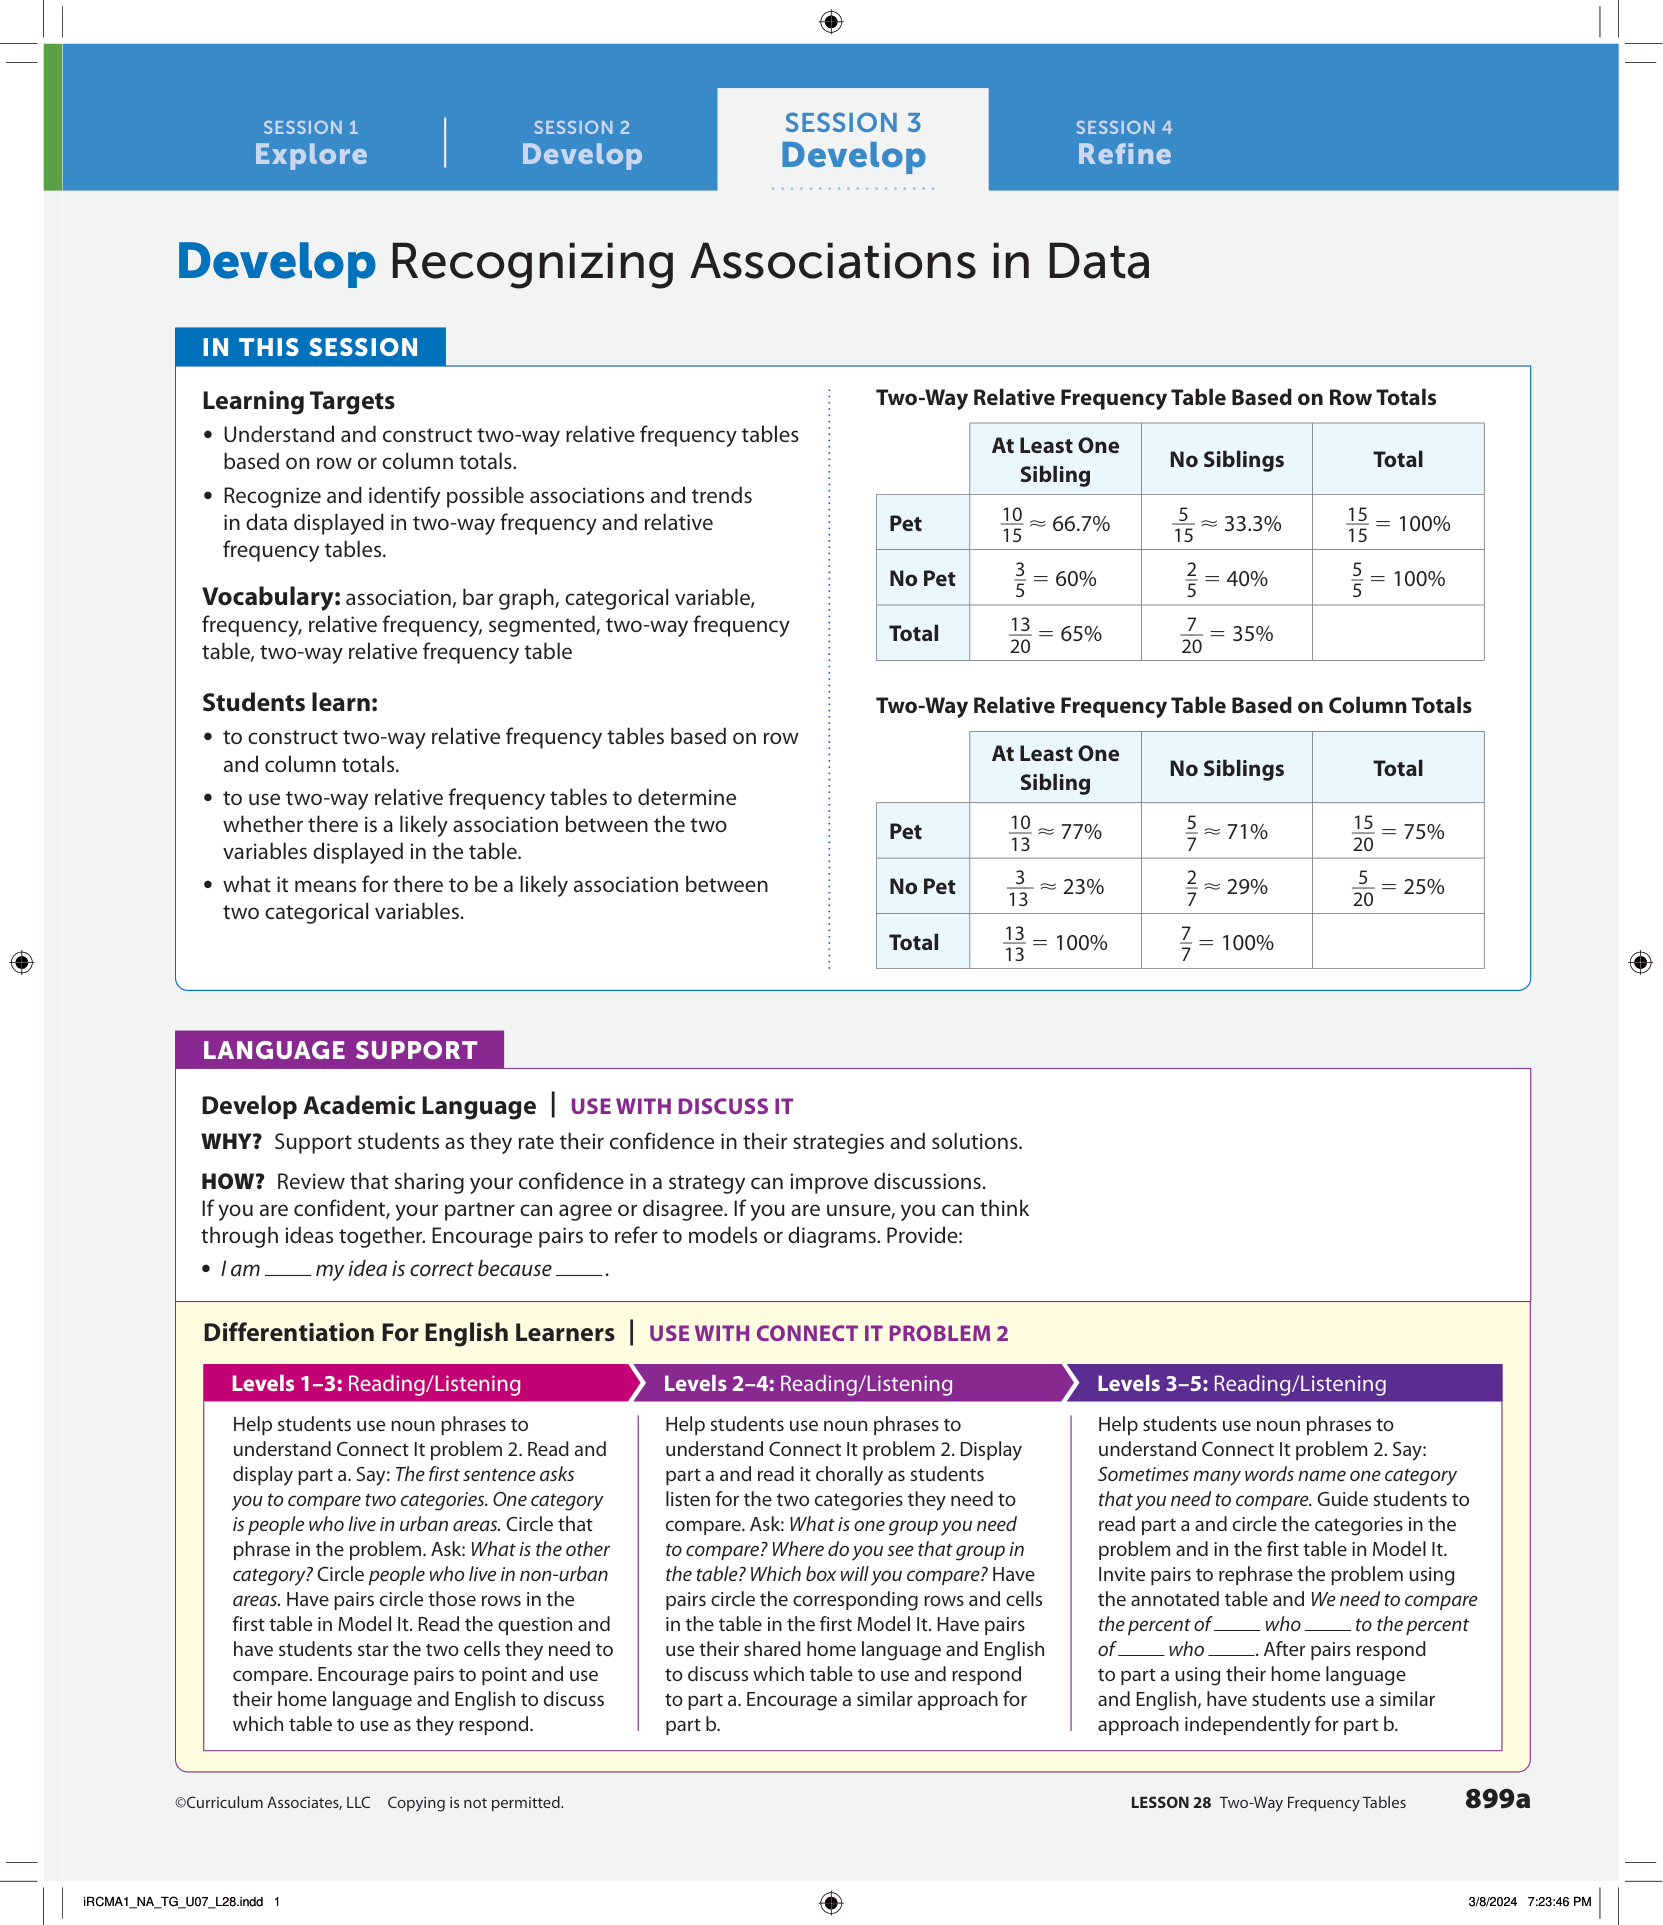 SESSION 1
Explore
SESSION 2
Develop
SESSION 3
Develop
SESSION 4
Refine
Develop Recognizing Associations in Data
IN THIS SESSION
Learning Targets
• Understand and construct two-way relative frequency tables
based on row or column totals.
• Recognize and identify possible associations and trends
in data displayed in two-way frequency and relative
frequency tables.
Vocabulary: association, bar graph, categorical variable,
frequency, relative frequency, segmented, two-way frequency
table, two-way relative frequency table
Students learn:
• to construct two-way relative frequency tables based on row
and column totals.
• to use two-way relative frequency tables to determine
whether there is a likely association between the two
variables displayed in the table.
• what it means for there to be a likely association between
two categorical variables.
Two-Way Relative Frequency Table Based on Row Totals
At Least One
Sibling
No Siblings
Total
Pet 10/15 ≈ 66.7% 5/15 ≈ 33.3% 15/15 = 100%
No Pet 3/5 = 60% 2/5 = 40% 5/5 = 100%
Total 13/20 = 65% 7/20 = 35%
Two-Way Relative Frequency Table Based on Column Totals
At Least One
Sibling
No Siblings
Total
Pet 10/13 ≈ 77% 5/7 ≈ 71% 15/20 = 75%
No Pet 3/13 ≈ 23% 2/7 ≈ 29% 5/20 = 25%
Total 13/13 = 100% 7/7 = 100%
LANGUAGE SUPPORT
Develop Academic Language | USE WITH DISCUSS IT
WHY? Support students as they rate their confidence in their strategies and solutions.
HOW? Review that sharing your confidence in a strategy can improve discussions.
If you are confident, your partner can agree or disagree. If you are unsure, you can think
through ideas together. Encourage pairs to refer to models or diagrams. Provide:
• I am ____ my idea is correct because ____ .
Differentiation For English Learners | USE WITH CONNECT IT PROBLEM 2
Levels 1–3: Reading/Listening
Help students use noun phrases to
understand Connect It problem 2. Read and
display part a. Say: The first sentence asks
you to compare two categories. One category
is people who live in urban areas. Circle that
phrase in the problem. Ask: What is the other
category? Circle people who live in non-urban
areas. Have pairs circle those rows in the
first table in Model It. Read the question and
have students star the two cells they need to
compare. Encourage pairs to point and use
their home language and English to discuss
which table to use as they respond.
Levels 2–4: Reading/Listening
Help students use noun phrases to
understand Connect It problem 2. Display
part a and read it chorally as students
listen for the two categories they need to
compare. Ask: What is one group you need
to compare? Where do you see that group in
the table? Which box will you compare? Have
pairs circle the corresponding rows and cells
in the table in the first Model It. Have pairs
use their shared home language and English
to discuss which table to use and respond
to part a. Encourage a similar approach for
part b.
Levels 3–5: Reading/Listening
Help students use noun phrases to
understand Connect It problem 2. Say:
Sometimes many words name one category
that you need to compare. Guide students to
read part a and circle the categories in the
problem and in the first table in Model It.
Invite pairs to rephrase the problem using
the annotated table and We need to compare
the percent of ____ who ____ to the percent
of ____ who ____. After pairs respond
to part a using their home language
and English, have students use a similar
approach independently for part b.
©Curriculum Associates, LLC Copying is not permitted.
LESSON 28 Two-Way Frequency Tables 899a
iRCMA1_NA_TG_U07_L28.indd 1
3/8/2024 7:23:46 PM